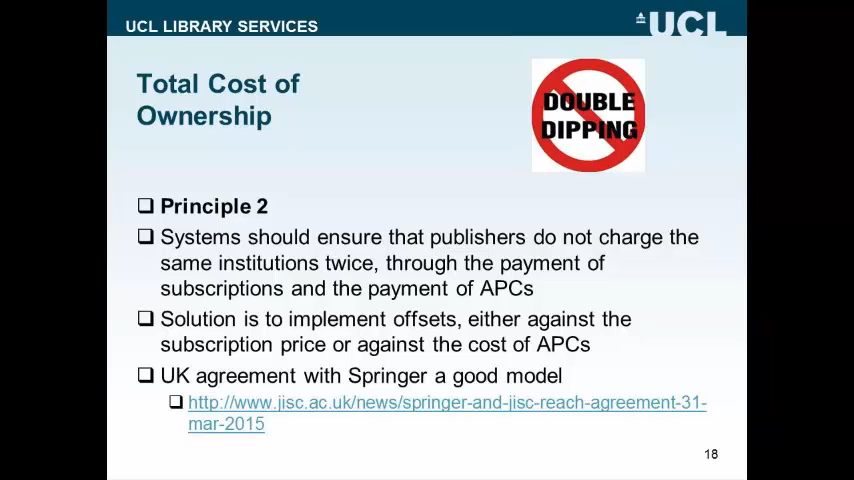 UCL LIBRARY SERVICES
UCL
Total Cost of
Ownership
DOUBLE
DIPPING
Principle 2
Systems should ensure that publishers do not charge the
same institutions twice, through the payment of
subscriptions and the payment of APCs
Solution is to implement offsets, either against the
subscription price or against the cost of APCs
UK agreement with Springer a good model
http://www.jisc.ac.uk/news/springer-and-jisc-reach-agreement-31-
mar-2015
18